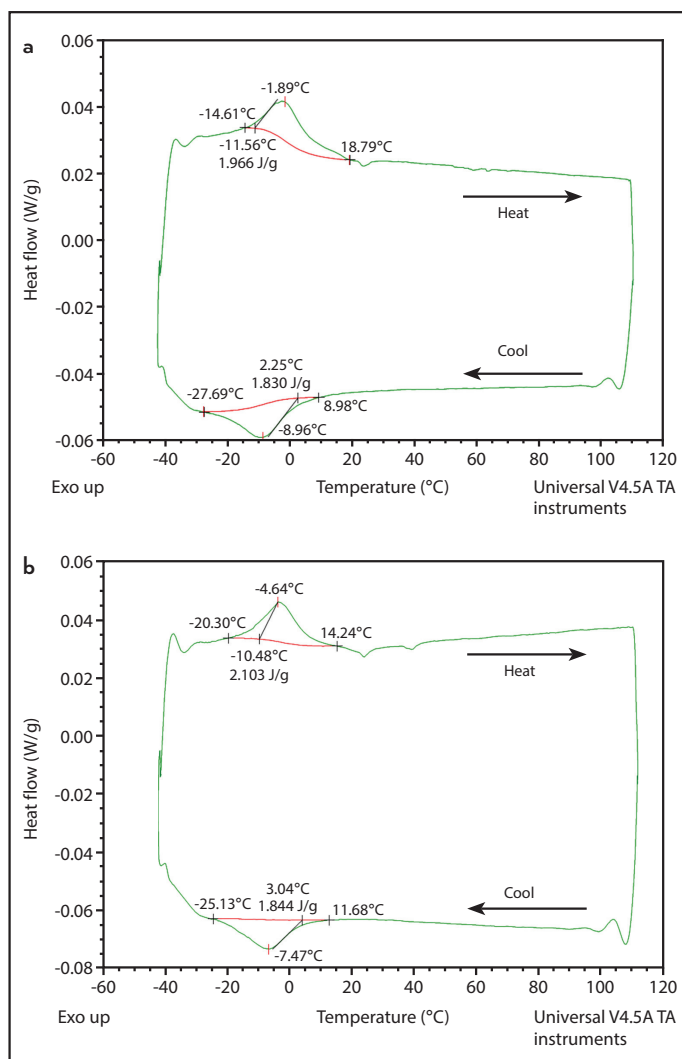 a
0.06
0.04
0.02
0.00
-0.02
-0.04
-0.06
Heat flow (W/g)
-1.89°C
-14.61°C
-11.56°C
1.966 J/g
18.79°C
Heat
Cool
2.25°C
1.830 J/g
-27.69°C
8.98°C
-8.96°C
-60 -40 -20 0 20 40 60 80 100 120
Exo up
Temperature (°C)
Universal V4.5A TA
instruments
b
0.06
0.04
0.02
0.00
-0.02
-0.04
-0.06
-0.08
Heat flow (W/g)
-4.64°C
-20.30°C
14.24°C
-10.48°C
2.103 J/g
Heat
Cool
3.04°C
1.844 J/g
-25.13°C
11.68°C
-7.47°C
-60 -40 -20 0 20 40 60 80 100 120
Exo up
Temperature (°C)
Universal V4.5A TA
instruments